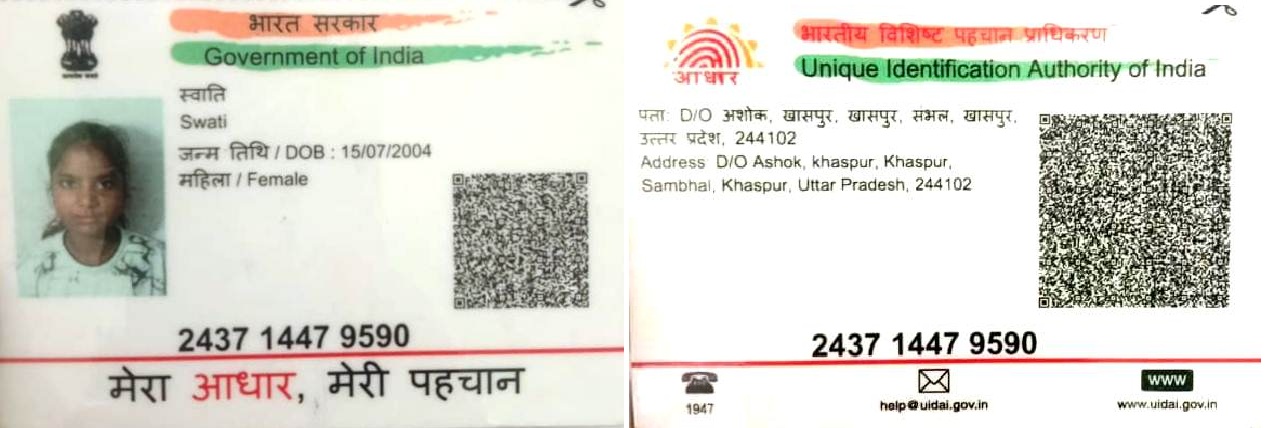 भारत सरकार
Government of India
स्वाति
Swati
जन्म तिथि / DOB : 15/07/2004
महिला / Female
2437 1447 9590
मेरा आधार, मेरी पहचान
भारतीय विशिष्ट पहचान प्राधिकरण
आधार
Unique Identification Authority of India
पता: D/O अशोक, खासपुर, खासपुर, संभल, खासपुर,
उत्तर प्रदेश, 244102
Address: D/O Ashok, khaspur, Khaspur,
Sambhal, Khaspur, Uttar Pradesh, 244102
2437 1447 9590
1947
help@uidai.gov.in
WWW
www.uidai.gov.in